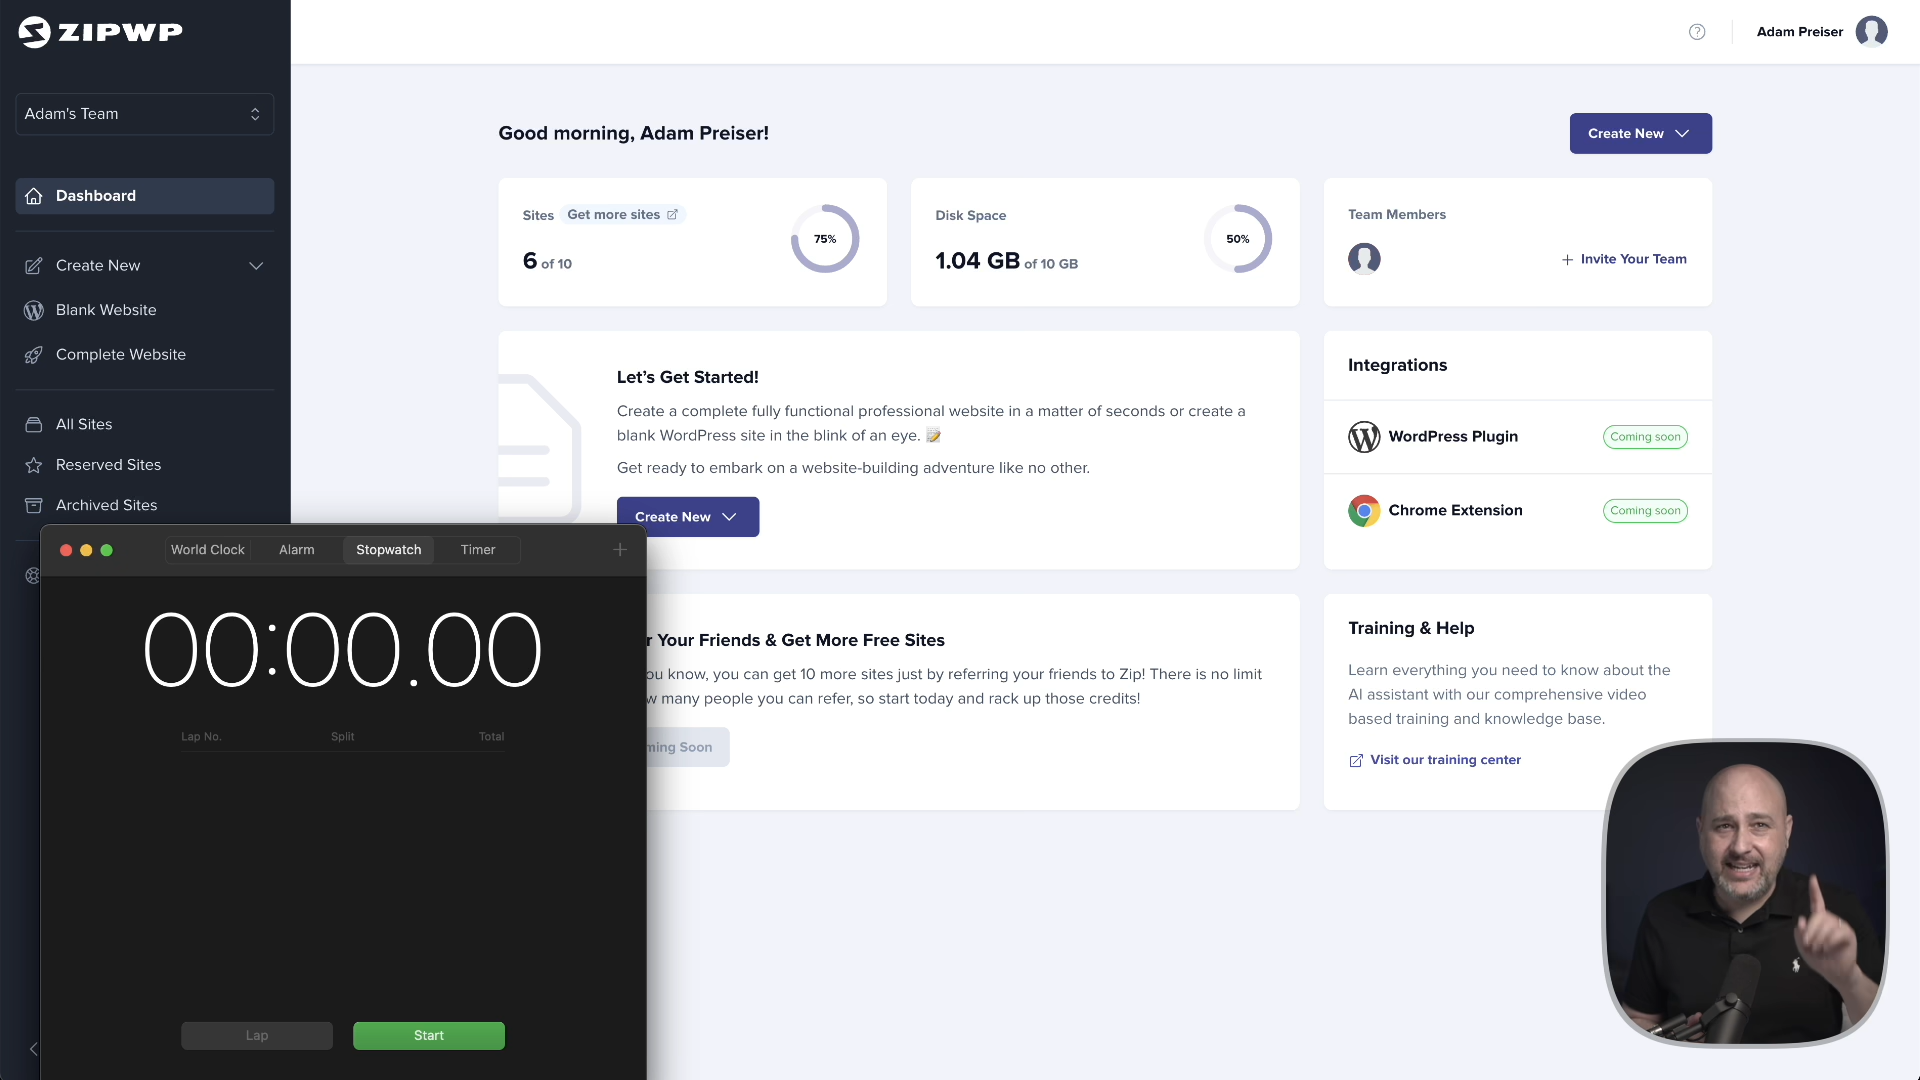 ZIPWP
Adam Preiser
Adam's Team
Good morning, Adam Preiser!
Create New
Dashboard
Sites Get more sites
75%
6 of 10
Disk Space
50%
1.04 GB of 10 GB
Team Members
Invite Your Team
Create New
Blank Website
Complete Website
Let's Get Started!
Create a complete fully functional professional website in a matter of seconds or create a
blank WordPress site in the blink of an eye.
Get ready to embark on a website-building adventure like no other.
Create New
Integrations
WordPress Plugin
Coming soon
Chrome Extension
Coming soon
All Sites
Reserved Sites
Archived Sites
World Clock
Alarm
Stopwatch
Timer
00:00.00
Lap No.
Split
Total
Lap
Start
r Your Friends & Get More Free Sites
ou know, you can get 10 more sites just by referring your friends to Zip! There is no limit
w many people you can refer, so start today and rack up those credits!
ming Soon
Training & Help
Learn everything you need to know about the
AI assistant with our comprehensive video
based training and knowledge base.
Visit our training center